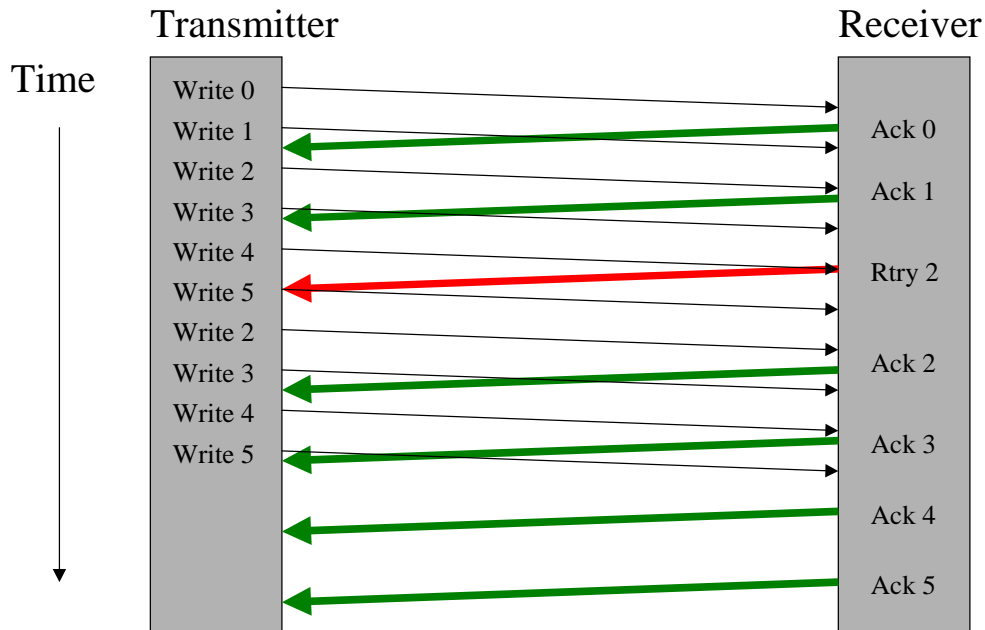 Transmitter
Receiver
Time
Write 0
Write 1
Write 2
Write 3
Write 4
Write 5
Write 2
Write 3
Write 4
Write 5
Ack 0
Ack 1
Rtry 2
Ack 2
Ack 3
Ack 4
Ack 5